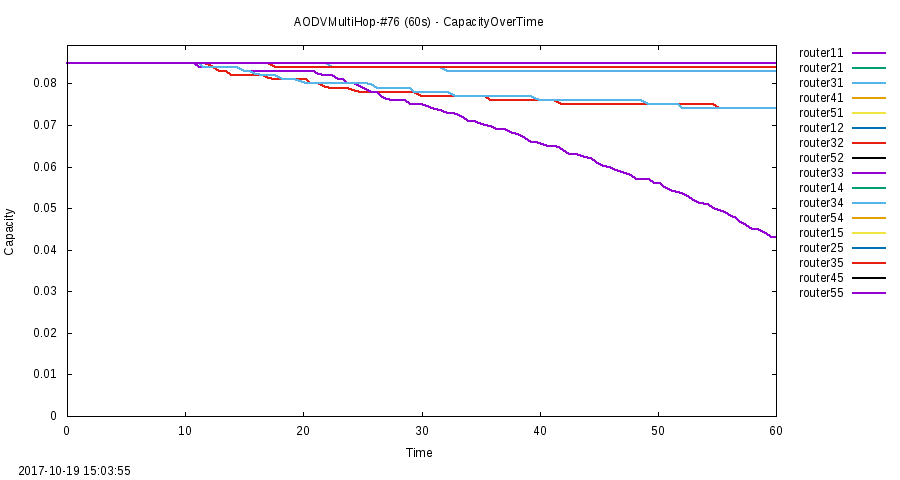 AODVMultiHop-#76 (60s) - CapacityOverTime
router11
router21
router31
router41
router51
router12
router32
router52
router33
router14
router34
router54
router15
router25
router35
router45
router55
0.08
0.07
0.06
0.05
0.04
0.03
0.02
0.01
0
Capacity
0 10 20 30 40 50 60
Time
2017-10-19 15:03:55